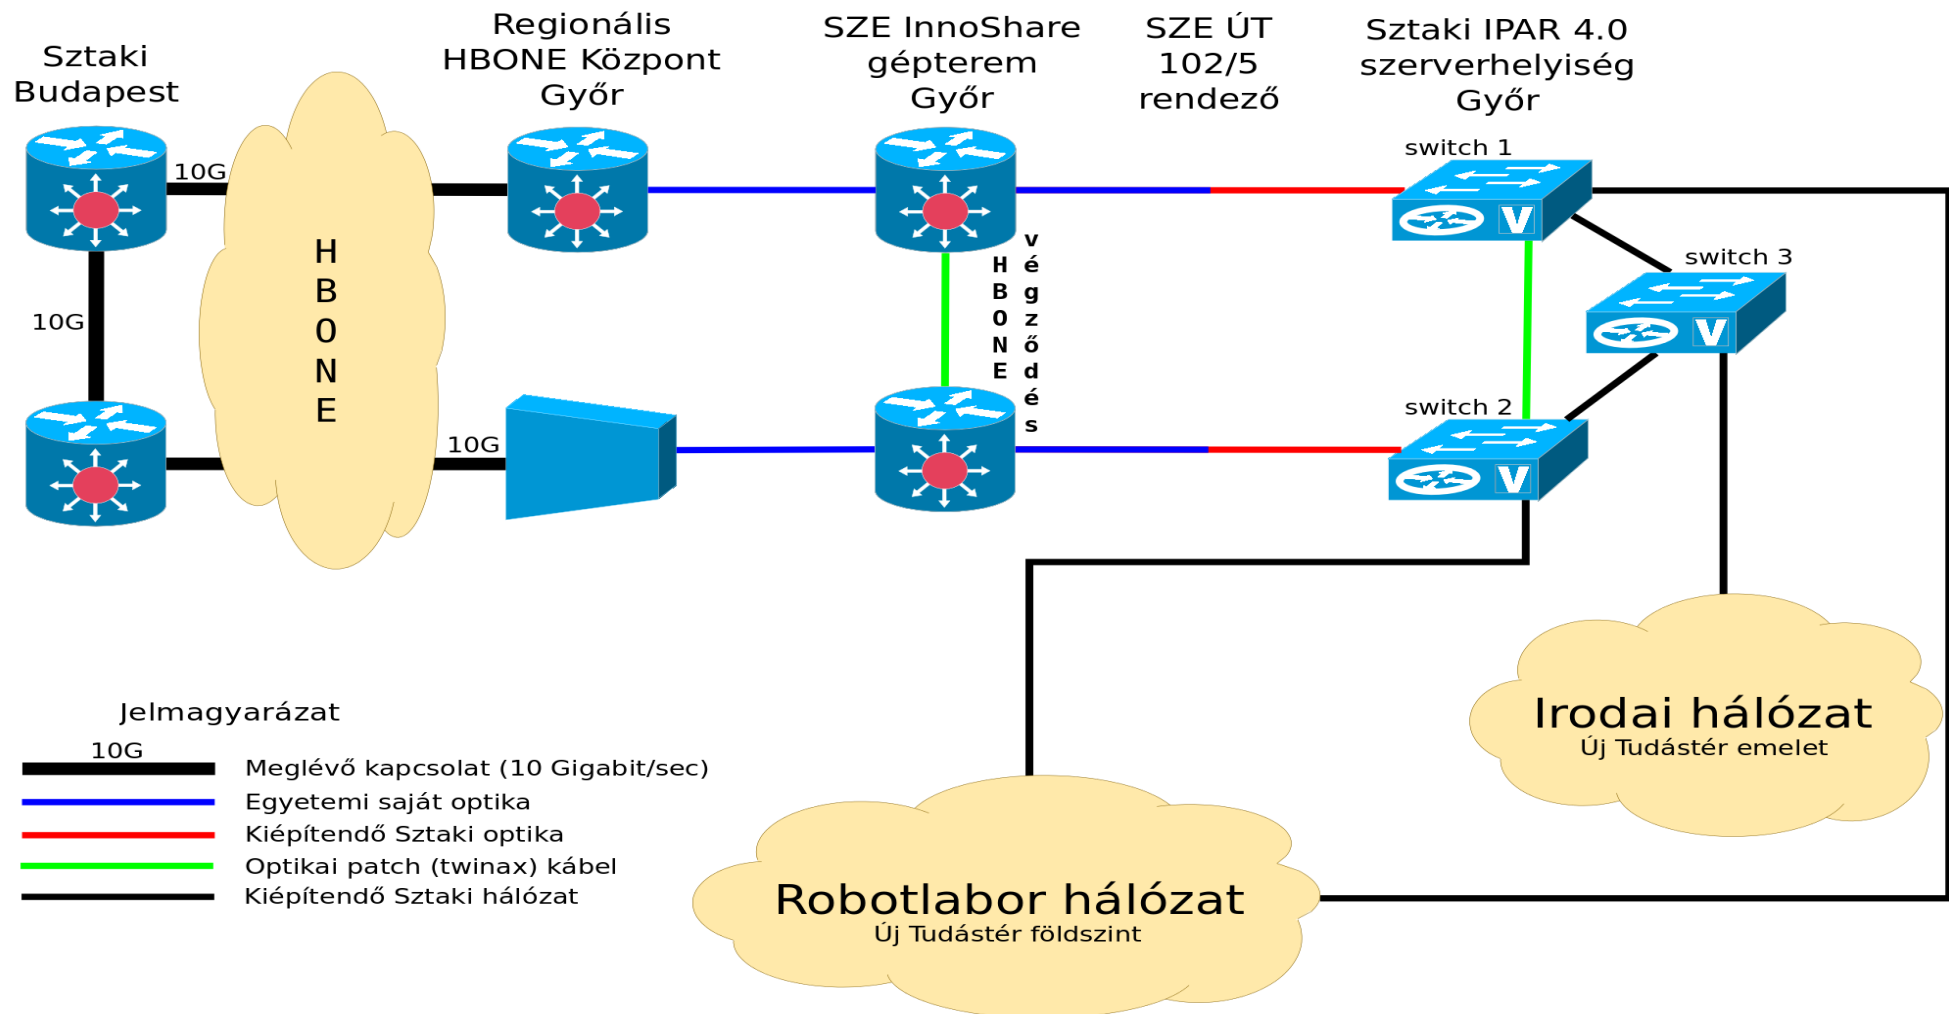 Sztaki
Budapest
Regionális
HBONE Központ
Győr
SZE InnoShare
gépterem
Győr
SZE ÚT
102/5
rendező
Sztaki IPAR 4.0
szerverhelyiség
Győr
10G
10G
10G
HBONE
HBONE
végződés
switch 1
switch 3
switch 2
V
V
V
Irodai hálózat
Új Tudástér emelet
Robotlabor hálózat
Új Tudástér földszint
Jelmagyarázat
10G
Meglévő kapcsolat (10 Gigabit/sec)
Egyetemi saját optika
Kiépítendő Sztaki optika
Optikai patch (twinax) kábel
Kiépítendő Sztaki hálózat